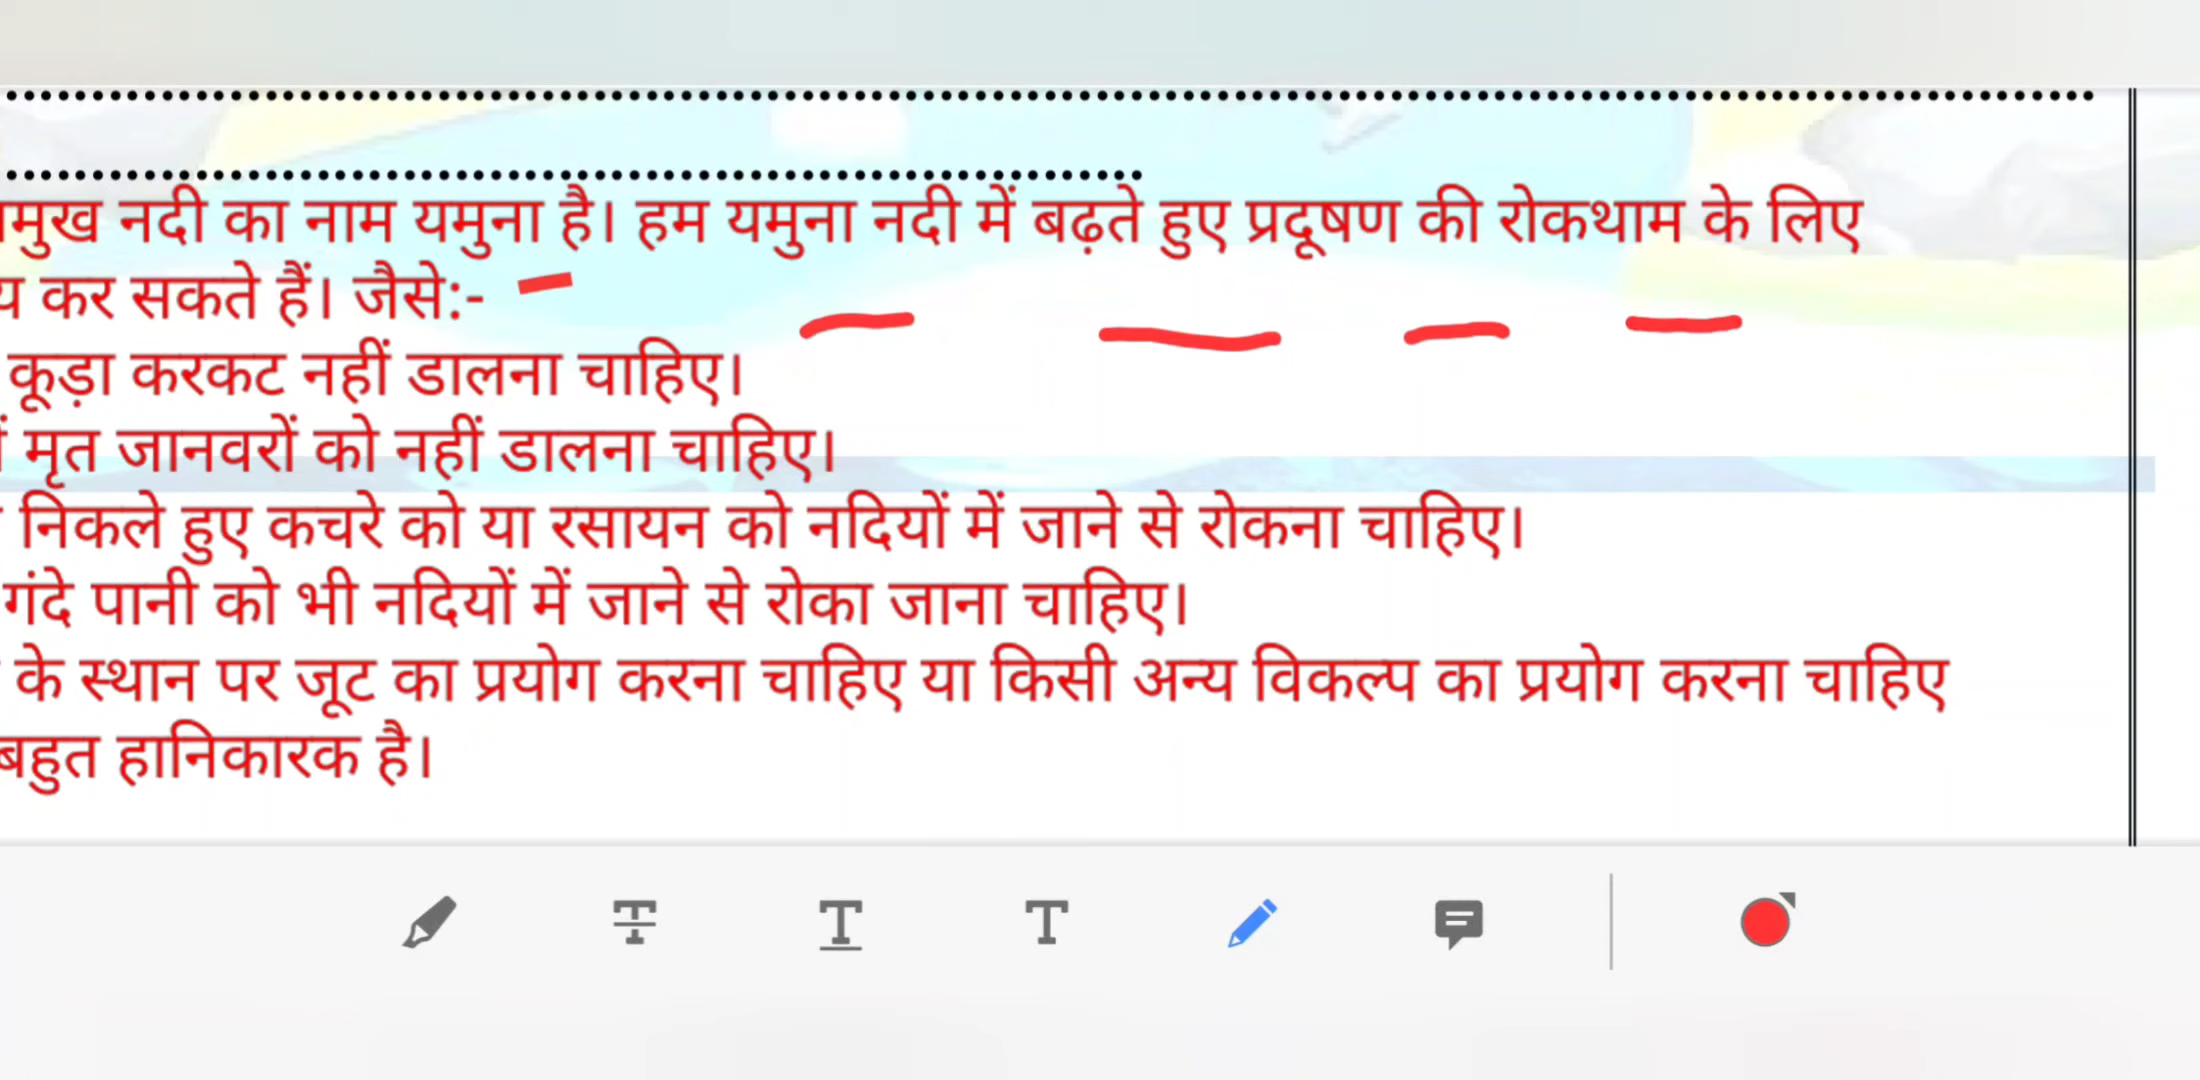 मुख नदी का नाम यमुना है। हम यमुना नदी में बढ़ते हुए प्रदूषण की रोकथाम के लिए
य कर सकते हैं। जैसे:-
कूड़ा करकट नहीं डालना चाहिए।
मृत जानवरों को नहीं डालना चाहिए।
निकले हुए कचरे को या रसायन को नदियों में जाने से रोकना चाहिए।
गंदे पानी को भी नदियों में जाने से रोका जाना चाहिए।
के स्थान पर जूट का प्रयोग करना चाहिए या किसी अन्य विकल्प का प्रयोग करना चाहिए
बहुत हानिकारक है।